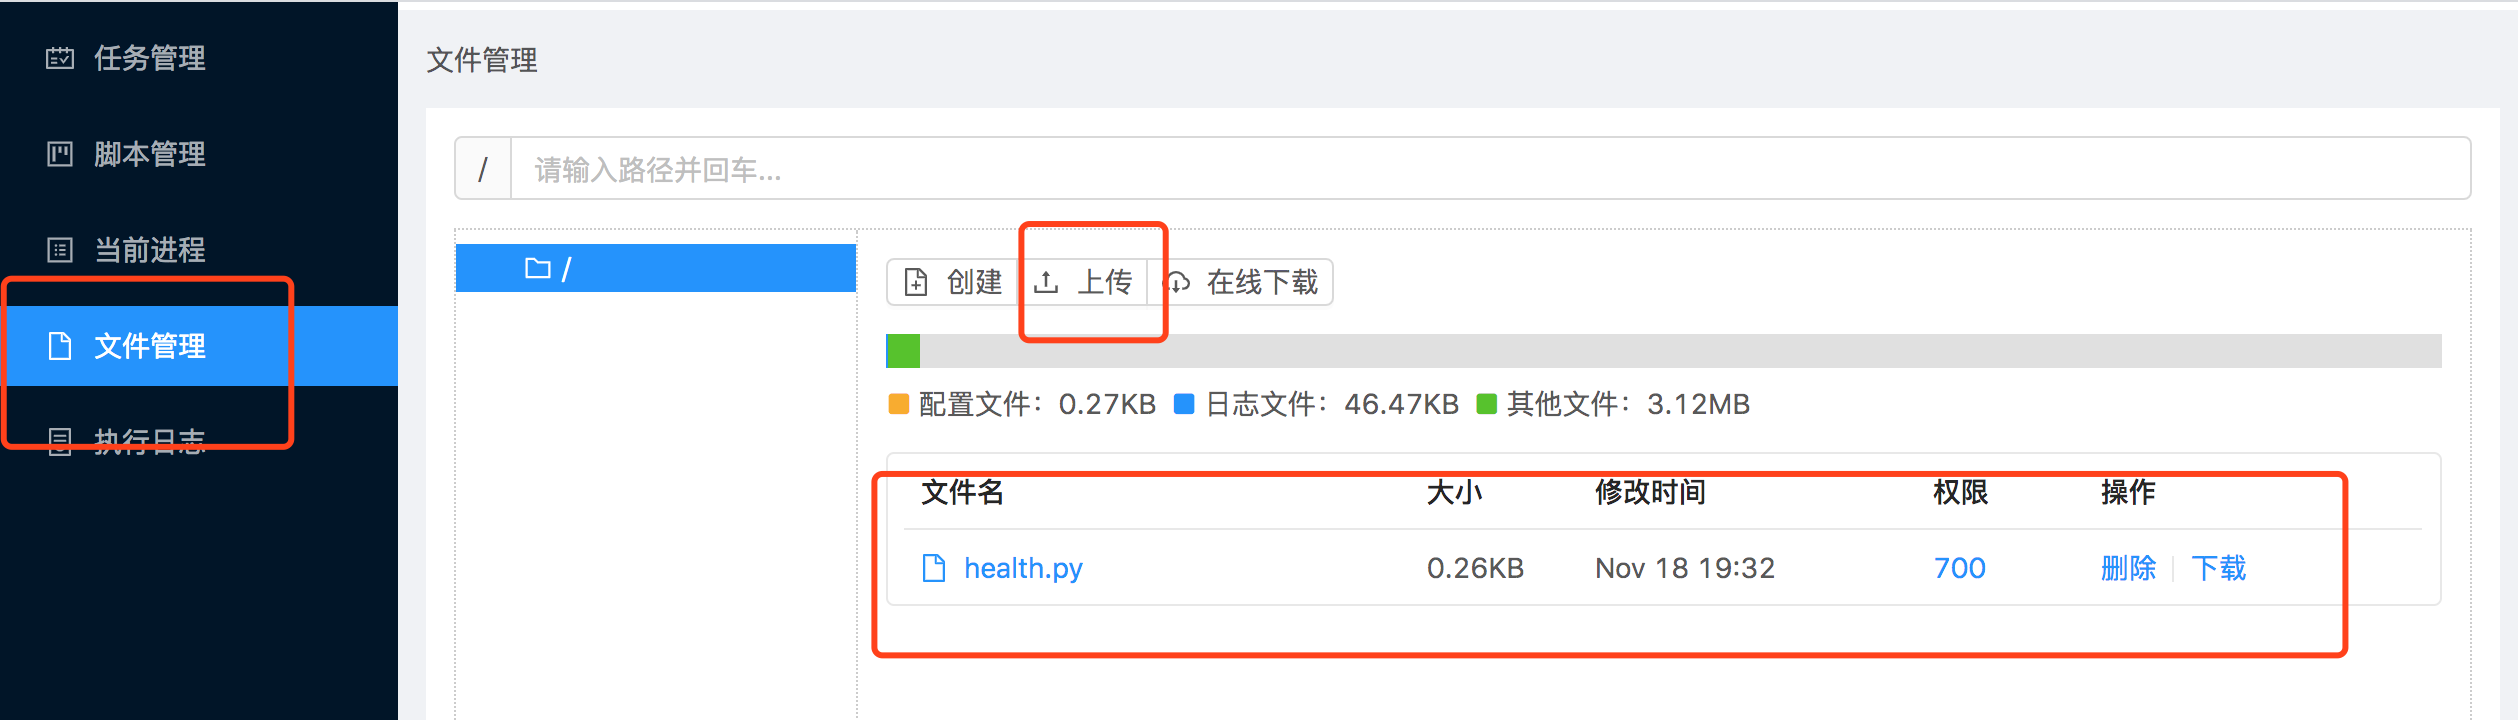 任务管理
脚本管理
当前进程
文件管理
执行日志
文件管理
/ 请输入路径并回车...
/
创建 上传 在线下载
配置文件：0.27KB 日志文件：46.47KB 其他文件：3.12MB
文件名 大小 修改时间 权限 操作
health.py 0.26KB Nov 18 19:32 700 删除 下载